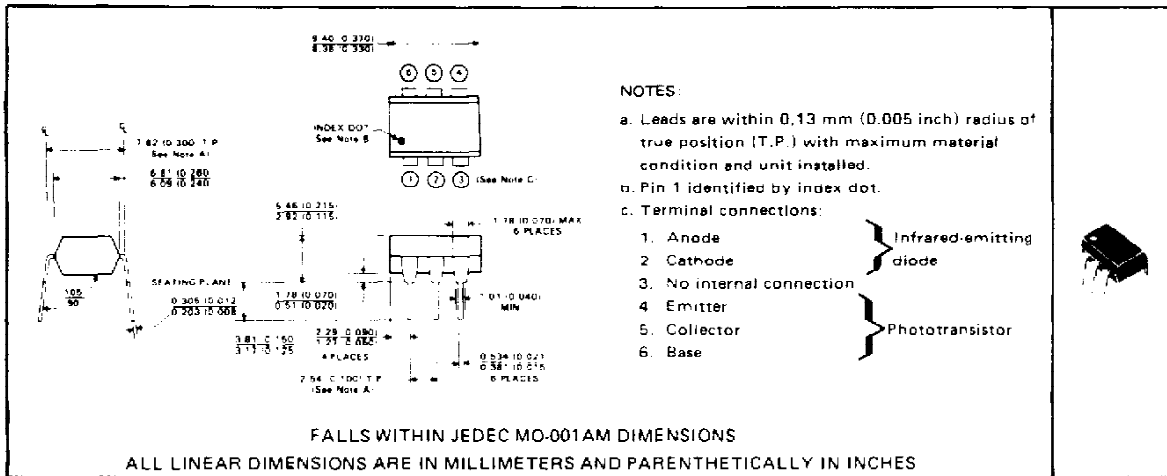 9.40 (0.370)
8.38 (0.330)
6 5 4
INDEX DOT
See Note B
1 2 3 (See Note C)
C L C L
7.62 (0.300) T.P.
(See Note A)
6.61 (0.260)
6.09 (0.240)
105
90
5.46 (0.215)
2.92 (0.115)
1.78 (0.070) MAX
6 PLACES
SEATING PLANE
0.305 (0.012
0.203 (0.008
1.78 (0.070)
0.51 (0.020)
1.01 (0.040)
MIN
3.81 (0.150
3.17 (0.125
2.29 (0.090)
1.27 (0.050)
4 PLACES
0.534 (0.021
0.381 (0.015
6 PLACES
2.54 (0.100) T.P.
(See Note A)
NOTES:
a. Leads are within 0,13 mm (0.005 inch) radius of
true position (T.P.) with maximum material
condition and unit installed.
b. Pin 1 identified by index dot.
c. Terminal connections:
1. Anode
2 Cathode
Infrared-emitting
diode
3. No internal connection
4 Emitter
5. Collector
6. Base
Phototransistor
FALLS WITHIN JEDEC MO-001AM DIMENSIONS
ALL LINEAR DIMENSIONS ARE IN MILLIMETERS AND PARENTHETICALLY IN INCHES